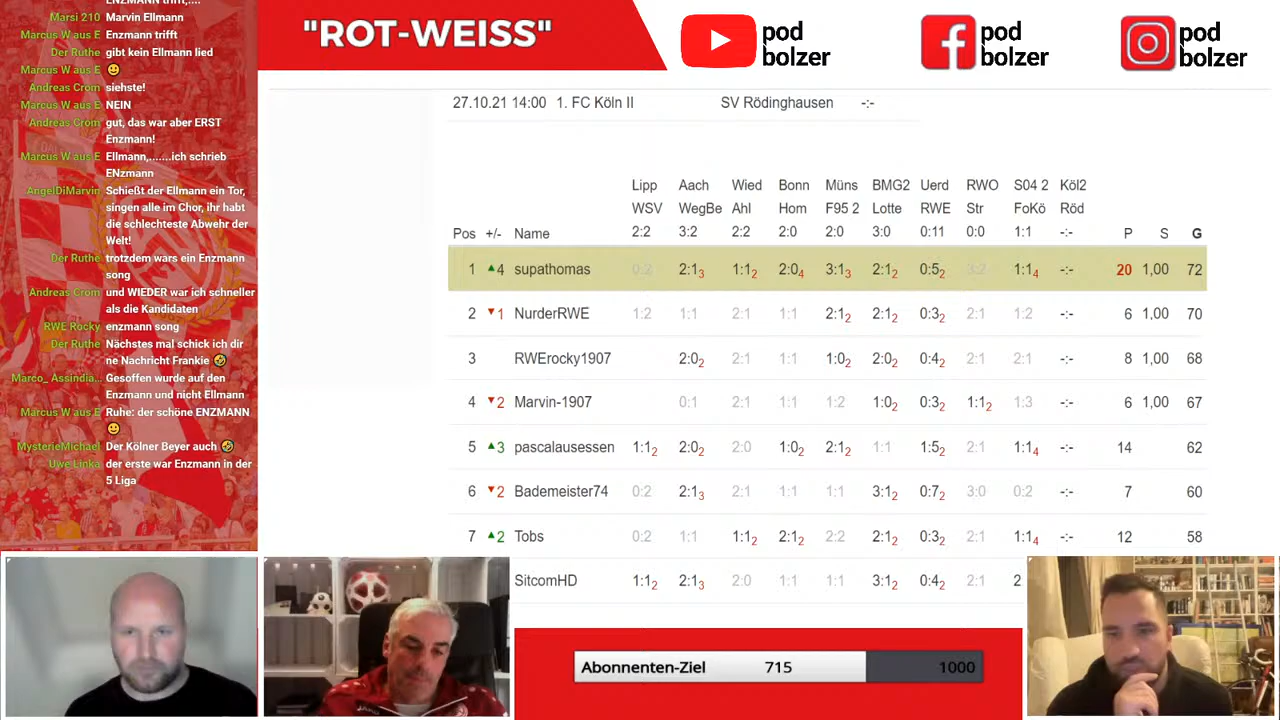 ENZMANN trifft,....
Marsi 210 Marvin Ellmann
Marcus W aus E Enzmann trifft
Der Ruthe gibt kein Ellmann lied
Marcus W aus E 🙂
Andreas Crom siehste!
Marcus W aus E NEIN
Andreas Crom gut, das war aber ERST
Enzmann!
Marcus W aus E Ellmann,.......ich schrieb
ENzmann
AngelDiMarvin Schießt der Ellmann ein Tor,
singen alle im Chor, ihr habt
die schlechteste Abwehr der
Welt!
Der Ruthe trotzdem wars ein Enzmann
song
Andreas Crom und WIEDER war ich schneller
als die Kandidaten
RWE Rocky enzmann song
Der Ruthe Nächstes mal schick ich dir
ne Nachricht Frankie 🤣
Marco_ Assindia... Gesoffen wurde auf den
Enzmann und nicht Ellmann
Marcus W aus E Ruhe: der schöne ENZMANN
🙂
MysterieMichael Der Kölner Beyer auch 🤣
Uwe Linka der erste war Enzmann in der
5 Liga
"ROT-WEISS"
pod
bolzer
pod
bolzer
pod
bolzer
27.10.21 14:00 1. FC Köln II SV Rödinghausen -:-
Lipp Aach Wied Bonn Müns BMG2 Uerd RWO S04 2 Köl2
WSV WegBe Ahl Hom F95 2 Lotte RWE Str FoKö Röd
Pos +/- Name 2:2 3:2 2:2 2:0 2:0 3:0 0:11 0:0 1:1 -:- P S G
1 ▲4 supathomas 0:2 2:1₃ 1:1₂ 2:0₄ 3:1₃ 2:1₂ 0:5₂ 3:2 1:1₄ -:- 20 1,00 72
2 ▼1 NurderRWE 1:2 1:1 2:1 1:1 2:1₂ 2:1₂ 0:3₂ 2:1 1:2 -:- 6 1,00 70
3 RWErocky1907 2:0₂ 2:1 1:1 1:0₂ 2:0₂ 0:4₂ 2:1 2:1 -:- 8 1,00 68
4 ▼2 Marvin-1907 0:1 2:1 1:1 1:2 1:0₂ 0:3₂ 1:1₂ 1:3 -:- 6 1,00 67
5 ▲3 pascalausessen 1:1₂ 2:0₂ 2:0 1:0₂ 2:1₂ 1:1 1:5₂ 2:1 1:1₄ -:- 14 62
6 ▼2 Bademeister74 0:2 2:1₃ 2:1 1:1 1:1 3:1₂ 0:7₂ 3:0 0:2 -:- 7 60
7 ▲2 Tobs 0:2 1:1 1:1₂ 2:1₂ 2:2 2:1₂ 0:3₂ 2:1 1:1₄ -:- 12 58
SitcomHD 1:1₂ 2:1₃ 2:0 1:1 1:1 3:1₂ 0:4₂ 2:1 2
Abonnenten-Ziel 715 1000